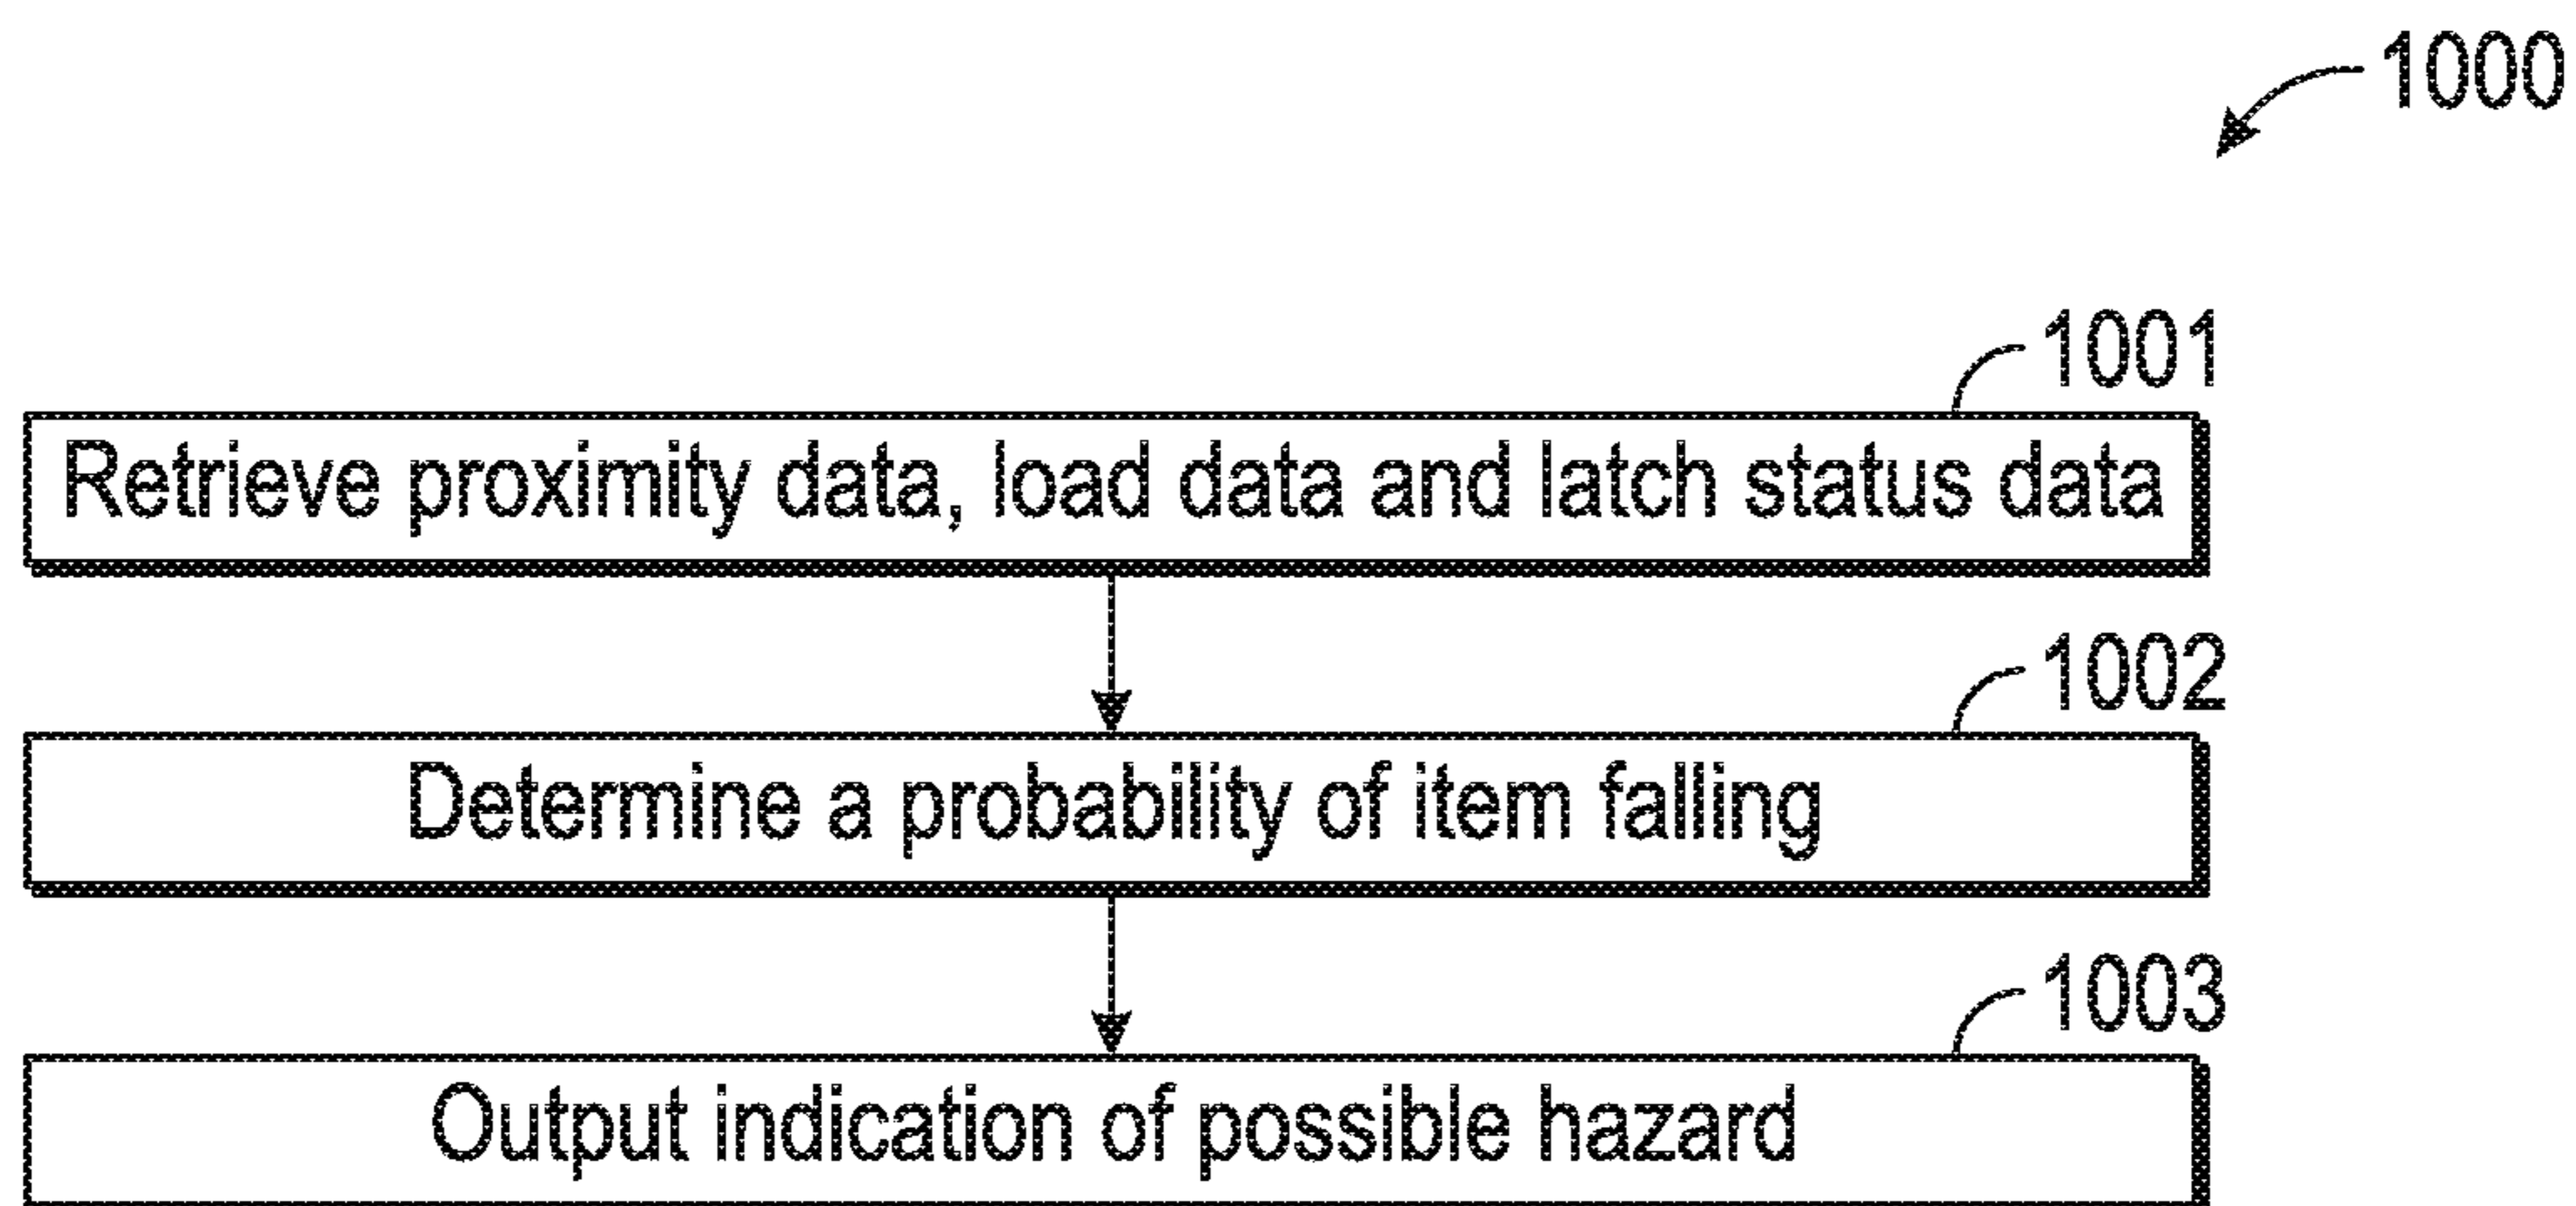 1000
1001
Retrieve proximity data, load data and latch status data
1002
Determine a probability of item falling
1003
Output indication of possible hazard